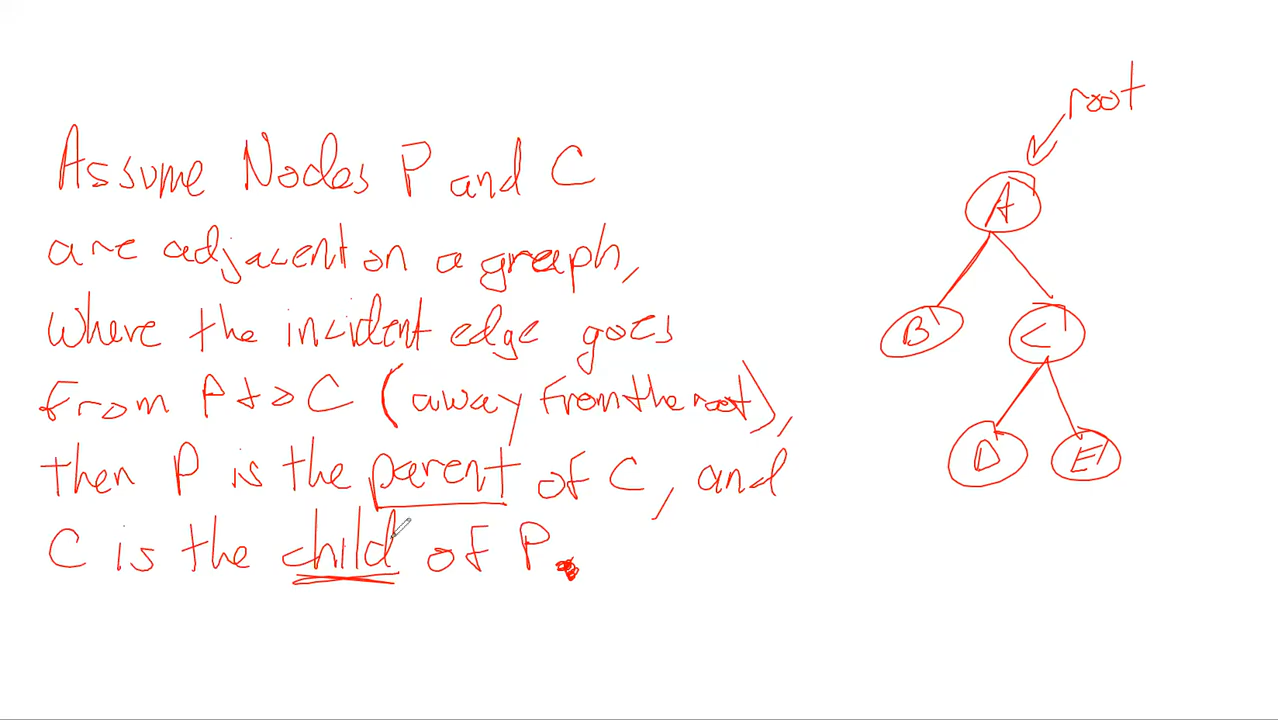 Assume Nodes P and C
are adjacent on a graph,
where the incident edge goes
from P to C (away from the root),
then P is the parent of C, and
C is the child of P.
root
A
B
C
D
E